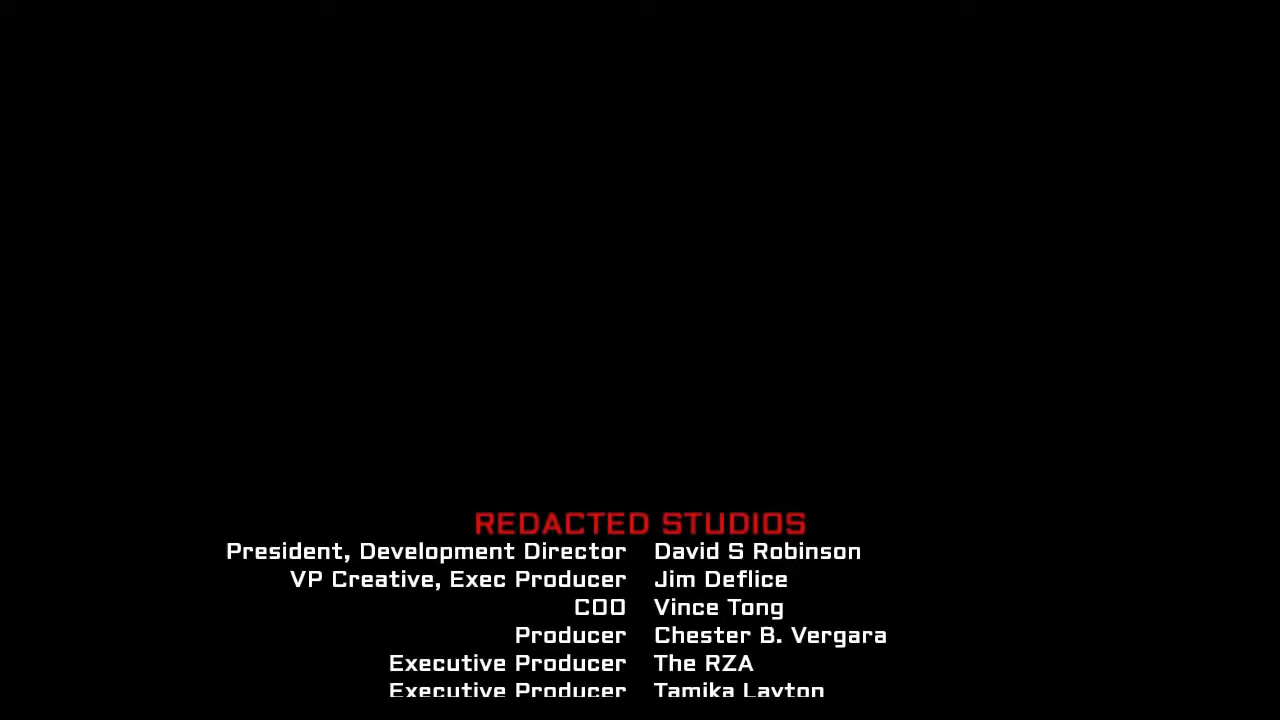 REDACTED STUDIOS
President, Development Director David S Robinson
VP Creative, Exec Producer Jim Deflice
COO Vince Tong
Producer Chester B. Vergara
Executive Producer The RZA
Executive Producer Tamika Layton